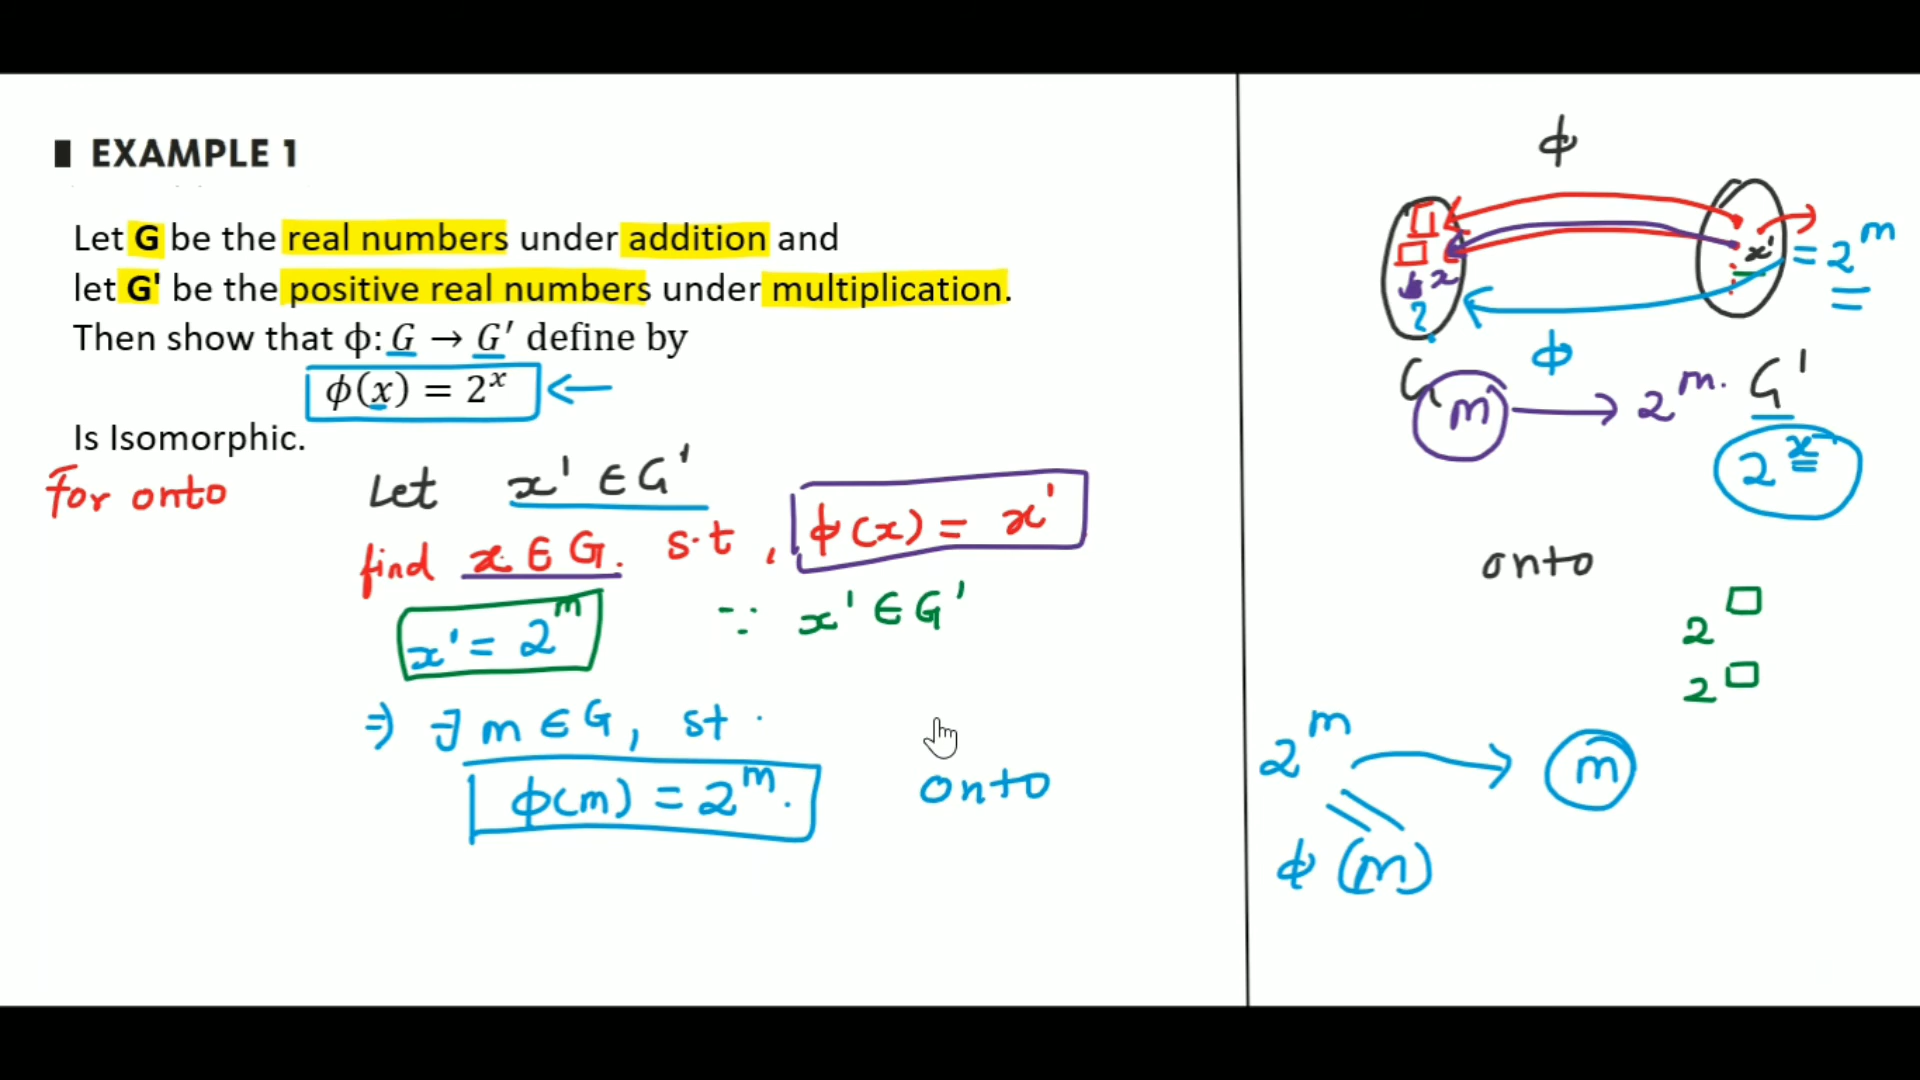 EXAMPLE 1
Let G be the real numbers under addition and
let G' be the positive real numbers under multiplication.
Then show that ϕ: G → G′ define by
ϕ(x) = 2ˣ
Is Isomorphic.
For onto
Let x' ∈ G'
find x ∈ G. s.t, ϕ(x) = x'
x' = 2^m ∵ x' ∈ G'
⇒ ∃ m ∈ G, st.
ϕ(m) = 2^m. onto
ϕ
x
?
x' = 2^m
ϕ
G G'
m → 2^m.
2^x
onto
2^□
2^□
2^m → m
ϕ(m)